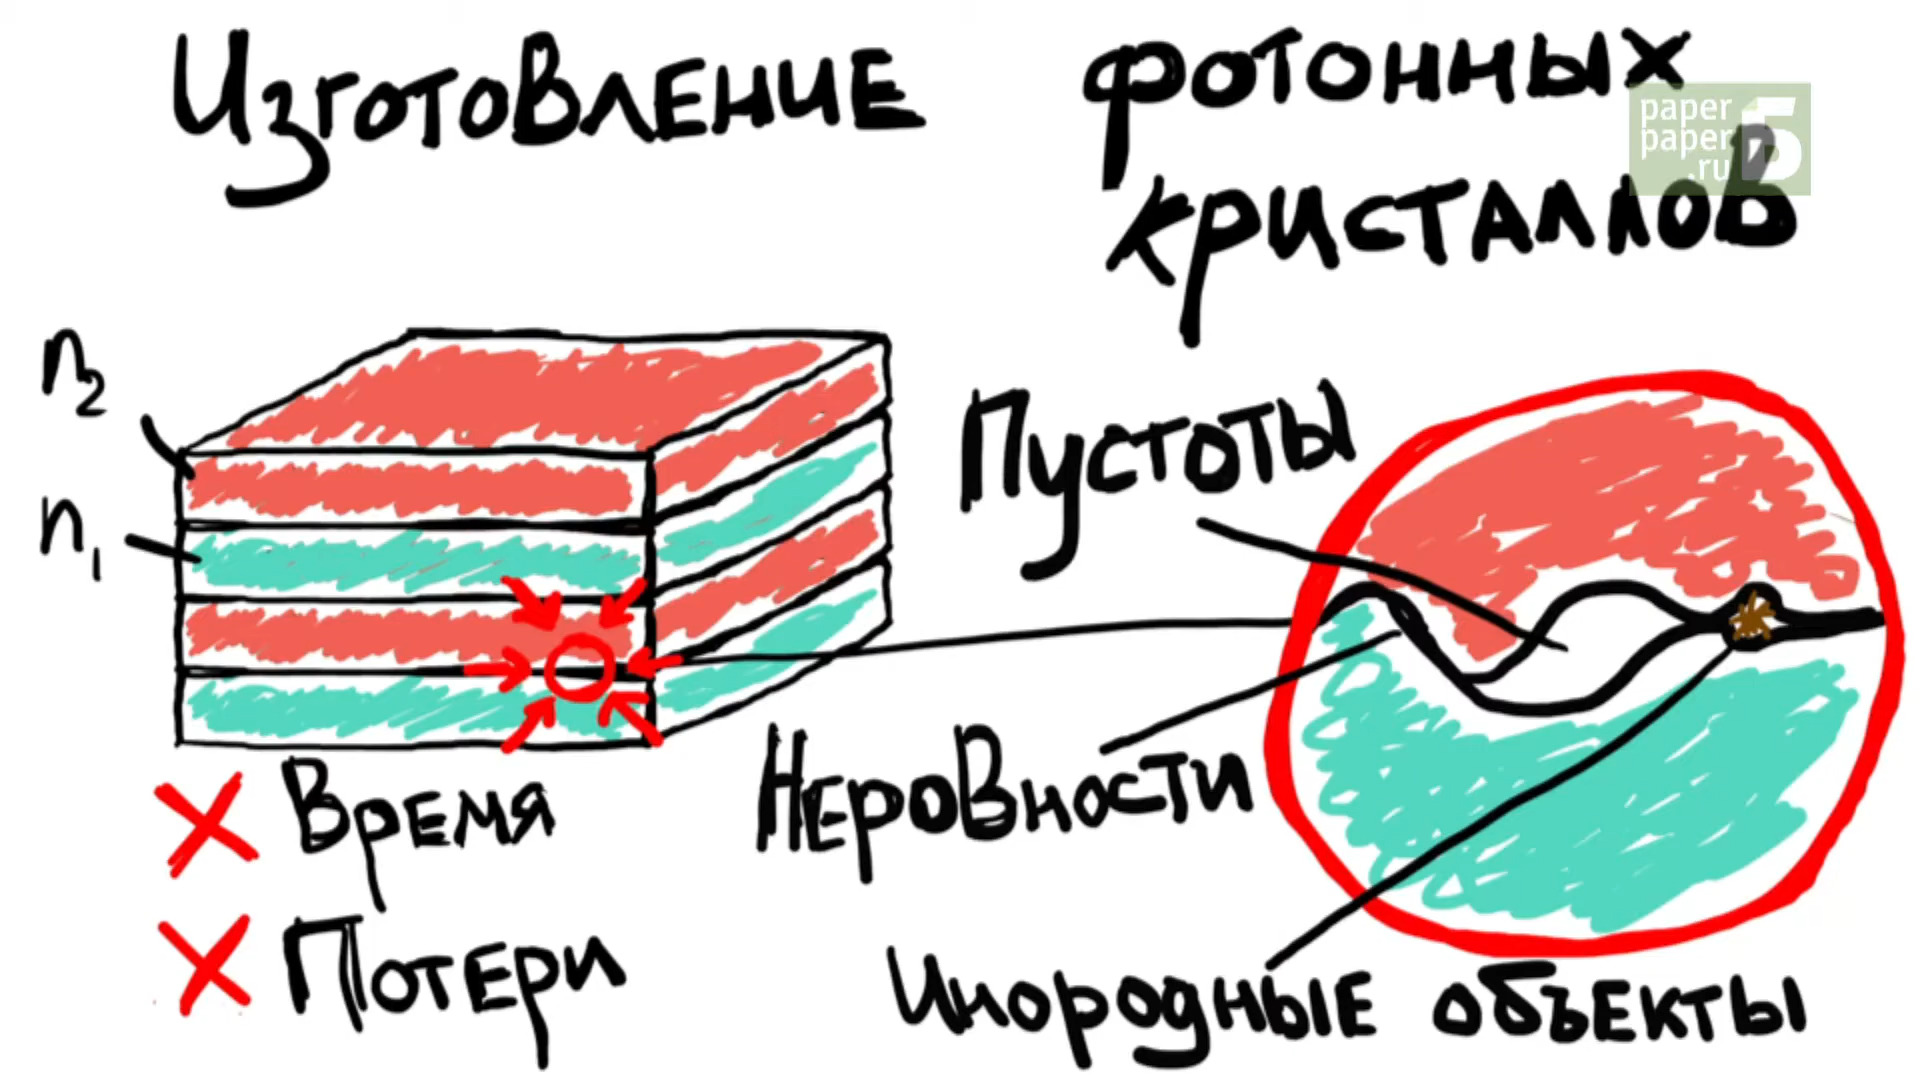 Изготовление фотонных
кристаллов
paper
paper
.ru
Б
n2
n1
Пустоты
Неровности
Инородные объекты
Время
Потери